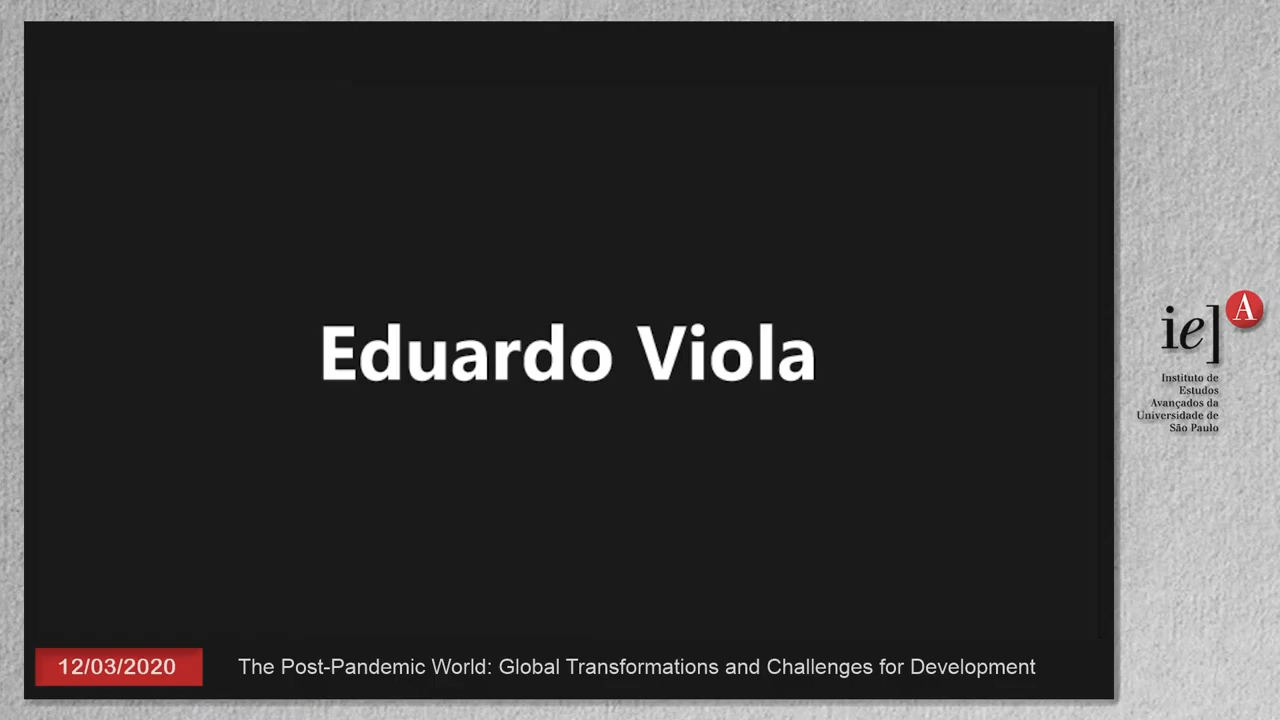 Eduardo Viola
12/03/2020
The Post-Pandemic World: Global Transformations and Challenges for Development
ie]A
Instituto de
Estudos
Avançados da
Universidade de
São Paulo